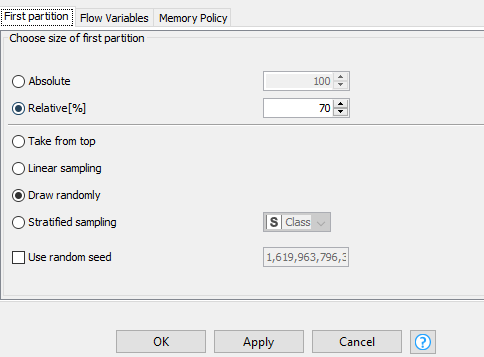 First partition Flow Variables Memory Policy
Choose size of first partition
Absolute 100
Relative[%] 70
Take from top
Linear sampling
Draw randomly
Stratified sampling S Class
Use random seed 1,619,963,796,3
OK Apply Cancel ?